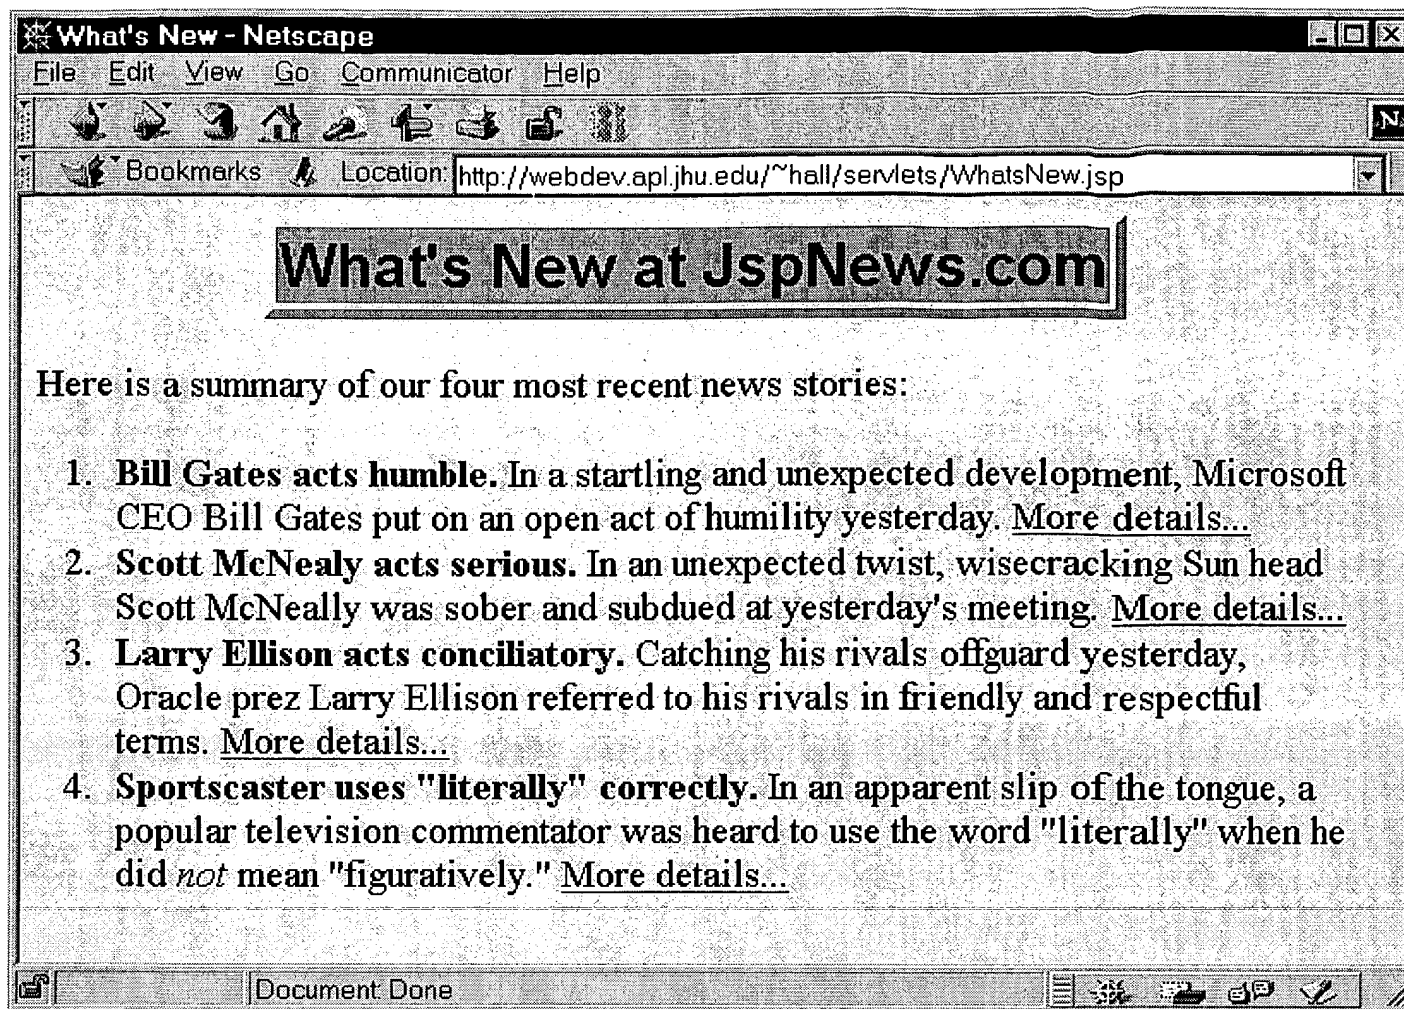 What's New - Netscape
File Edit View Go Communicator Help
Bookmarks Location: http://webdev.apl.jhu.edu/~hall/servlets/WhatsNew.jsp
N
What's New at JspNews.com
Here is a summary of our four most recent news stories:
1. Bill Gates acts humble. In a startling and unexpected development, Microsoft
CEO Bill Gates put on an open act of humility yesterday. More details...
2. Scott McNealy acts serious. In an unexpected twist, wisecracking Sun head
Scott McNeally was sober and subdued at yesterday's meeting. More details...
3. Larry Ellison acts conciliatory. Catching his rivals offguard yesterday,
Oracle prez Larry Ellison referred to his rivals in friendly and respectful
terms. More details...
4. Sportscaster uses "literally" correctly. In an apparent slip of the tongue, a
popular television commentator was heard to use the word "literally" when he
did not mean "figuratively." More details...
Document: Done